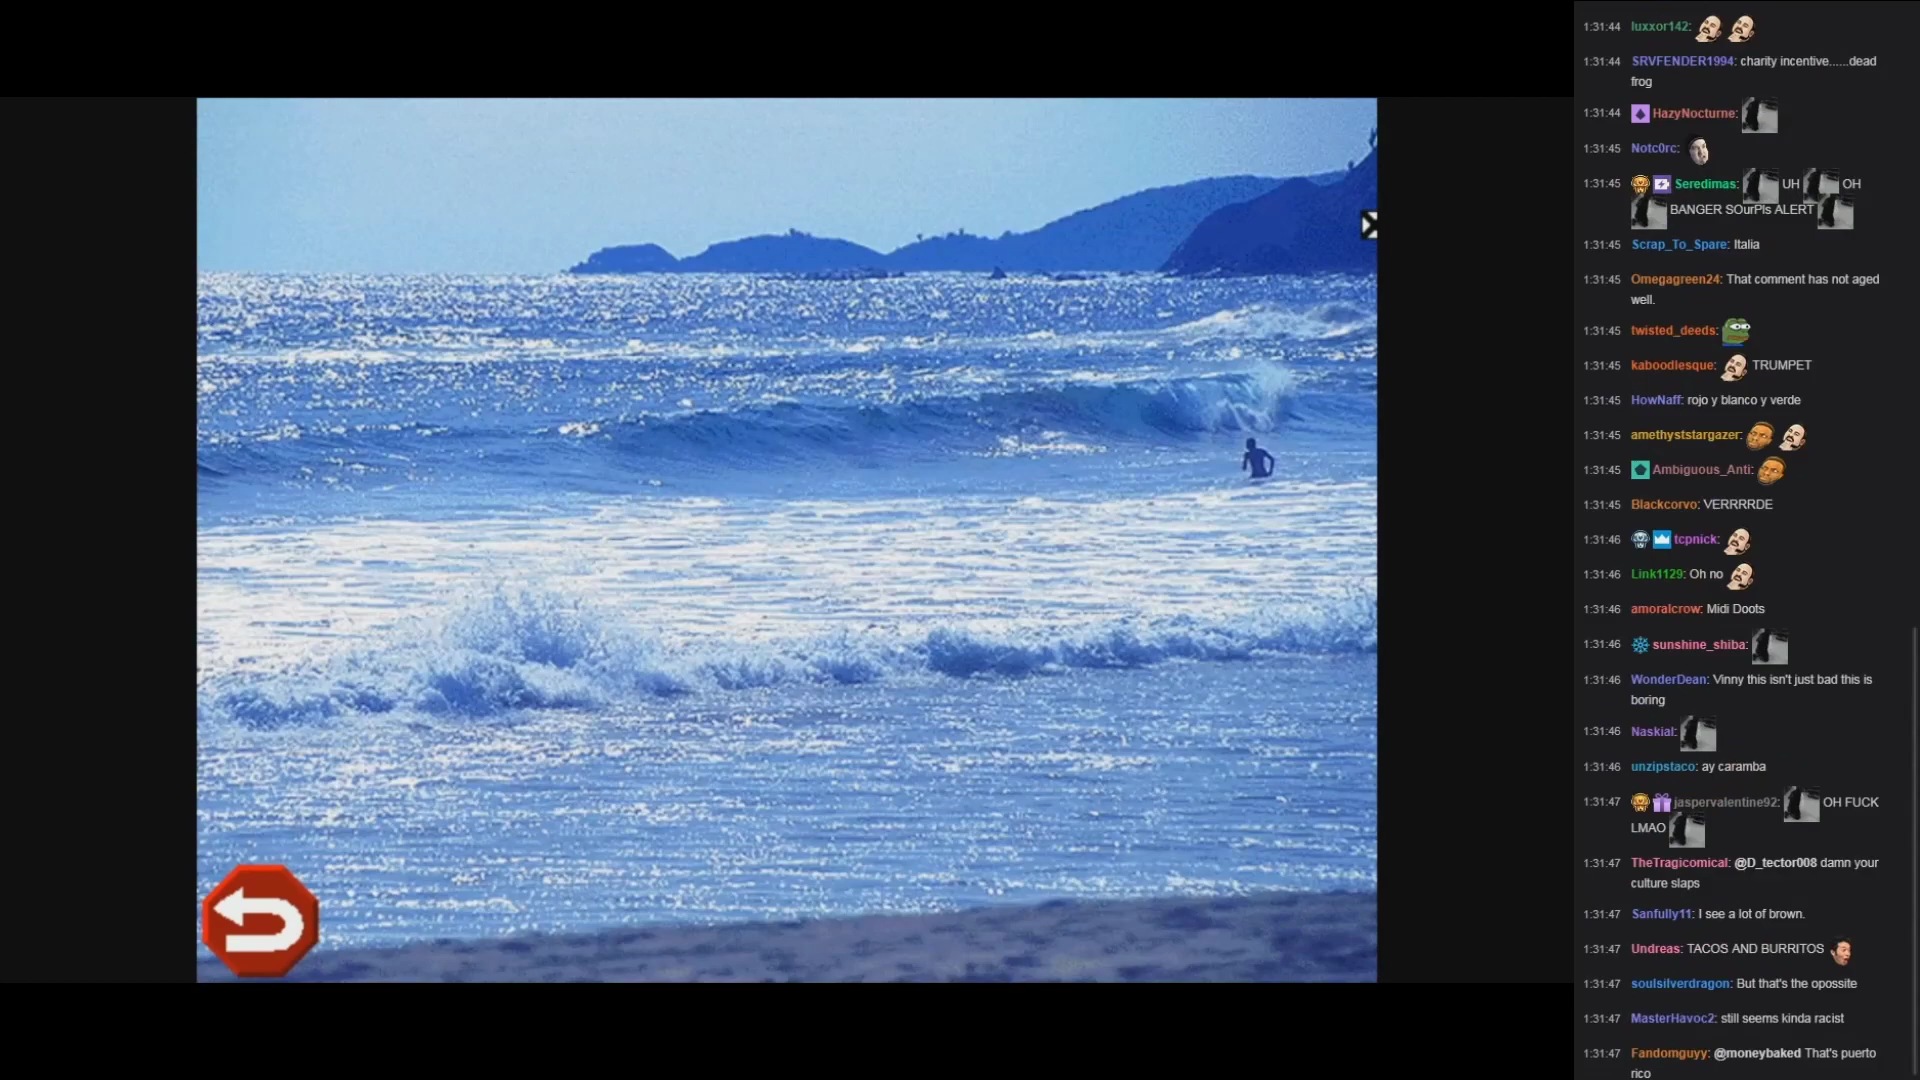 1:31:44 luxxor142:
1:31:44 SRVFENDER1994: charity incentive......dead
frog
1:31:44 HazyNocturne:
1:31:45 Notc0rc:
1:31:45 Seredimas: UH OH
BANGER SOurPls ALERT
1:31:45 Scrap_To_Spare: Italia
1:31:45 Omegagreen24: That comment has not aged
well.
1:31:45 twisted_deeds:
1:31:45 kaboodlesque: TRUMPET
1:31:45 HowNaff: rojo y blanco y verde
1:31:45 amethyststargazer:
1:31:45 Ambiguous_Anti:
1:31:45 Blackcorvo: VERRRRDE
1:31:46 tcpnick:
1:31:46 Link1129: Oh no
1:31:46 amoralcrow: Midi Doots
1:31:46 sunshine_shiba:
1:31:46 WonderDean: Vinny this isn't just bad this is
boring
1:31:46 Naskial:
1:31:46 unzipstaco: ay caramba
1:31:47 jaspervalentine92: OH FUCK
LMAO
1:31:47 TheTragicomical: @D_tector008 damn your
culture slaps
1:31:47 Sanfully11: I see a lot of brown.
1:31:47 Undreas: TACOS AND BURRITOS
1:31:47 soulsilverdragon: But that's the opossite
1:31:47 MasterHavoc2: still seems kinda racist
1:31:47 Fandomguyy: @moneybaked That's puerto
rico